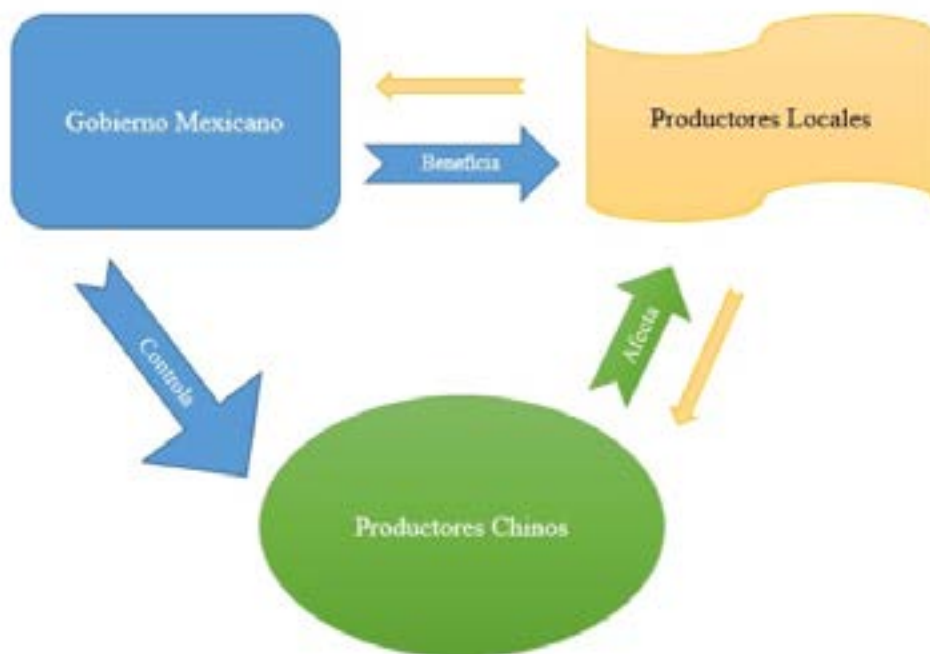 Gobierno Mexicano
Productores Locales
Beneficia
Controla
Afecta
Productores Chinos